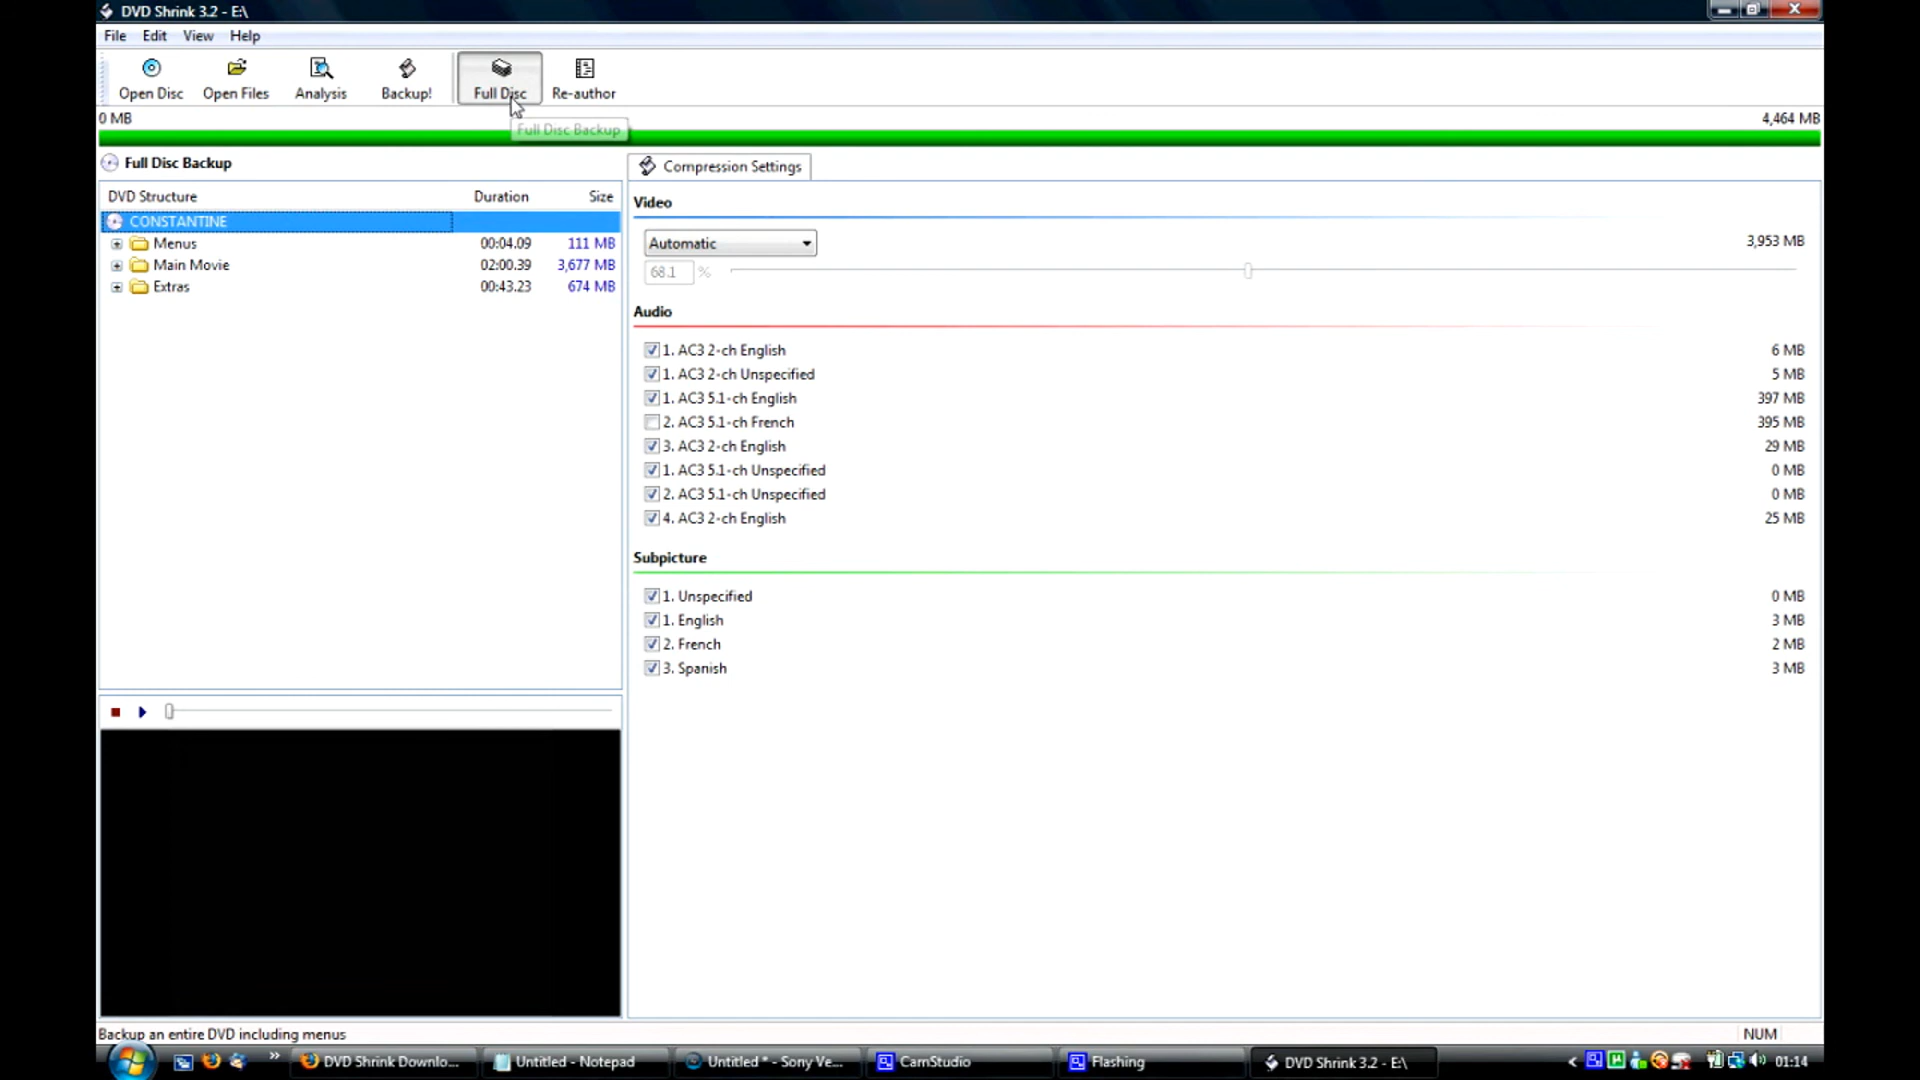 DVD Shrink 3.2 - E:\
File Edit View Help
Open Disc Open Files Analysis Backup! Full Disc Re-author
0 MB 4,464 MB
Full Disc Backup
Full Disc Backup
Compression Settings
DVD Structure Duration Size
CONSTANTINE
Menus 00:04.09 111 MB
Main Movie 02:00.39 3,677 MB
Extras 00:43.23 674 MB
Video
Automatic 3,953 MB
68.1 %
Audio
1. AC3 2-ch English 6 MB
1. AC3 2-ch Unspecified 5 MB
1. AC3 5.1-ch English 397 MB
2. AC3 5.1-ch French 395 MB
3. AC3 2-ch English 29 MB
1. AC3 5.1-ch Unspecified 0 MB
2. AC3 5.1-ch Unspecified 0 MB
4. AC3 2-ch English 25 MB
Subpicture
1. Unspecified 0 MB
1. English 3 MB
2. French 2 MB
3. Spanish 3 MB
Backup an entire DVD including menus NUM
DVD Shrink Downlo... Untitled - Notepad Untitled * - Sony Ve... CamStudio Flashing DVD Shrink 3.2 - E:\ 01:14